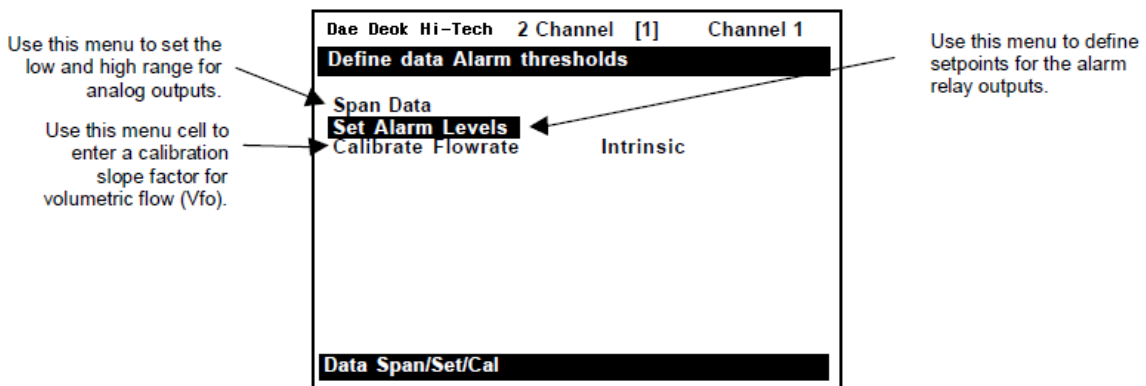 Dae Deok Hi-Tech 2 Channel [1] Channel 1
Define data Alarm thresholds
Span Data
Set Alarm Levels
Calibrate Flowrate Intrinsic
Data Span/Set/Cal
Use this menu to set the
low and high range for
analog outputs.
Use this menu cell to
enter a calibration
slope factor for
volumetric flow (Vfo).
Use this menu to define
setpoints for the alarm
relay outputs.